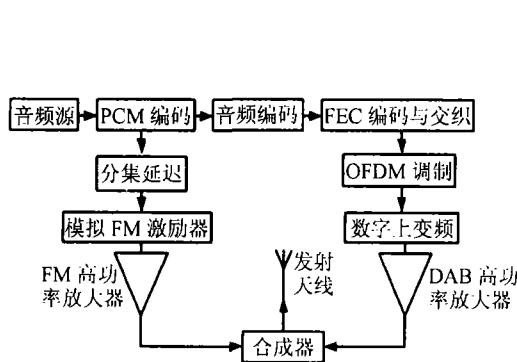 音频源
PCM 编码
音频编码
FEC 编码与交织
分集延迟
OFDM 调制
模拟 FM 激励器
数字上变频
FM 高功
率放大器
发射
天线
DAB 高功
率放大器
合成器